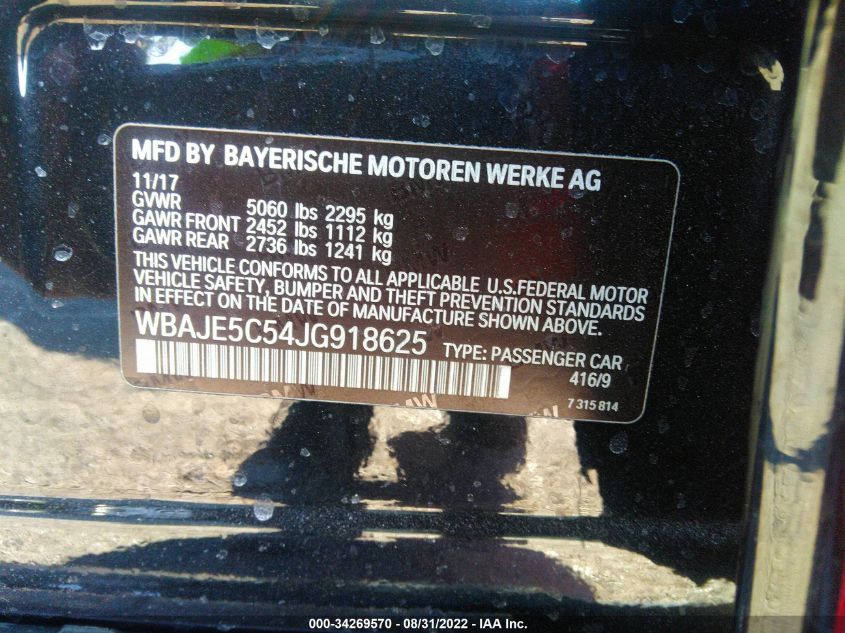 MFD BY BAYERISCHE MOTOREN WERKE AG
11/17
GVWR 5060 lbs 2295 kg
GAWR FRONT 2452 lbs 1112 kg
GAWR REAR 2736 lbs 1241 kg
THIS VEHICLE CONFORMS TO ALL APPLICABLE U.S.FEDERAL MOTOR
VEHICLE SAFETY, BUMPER AND THEFT PREVENTION STANDARDS
IN EFFECT ON THE DATE OF MANUFACTURE SHOWN ABOVE.
WBAJE5C54JG918625 TYPE: PASSENGER CAR
416/9
7 315 814
000-34269570 - 08/31/2022 - IAA Inc.